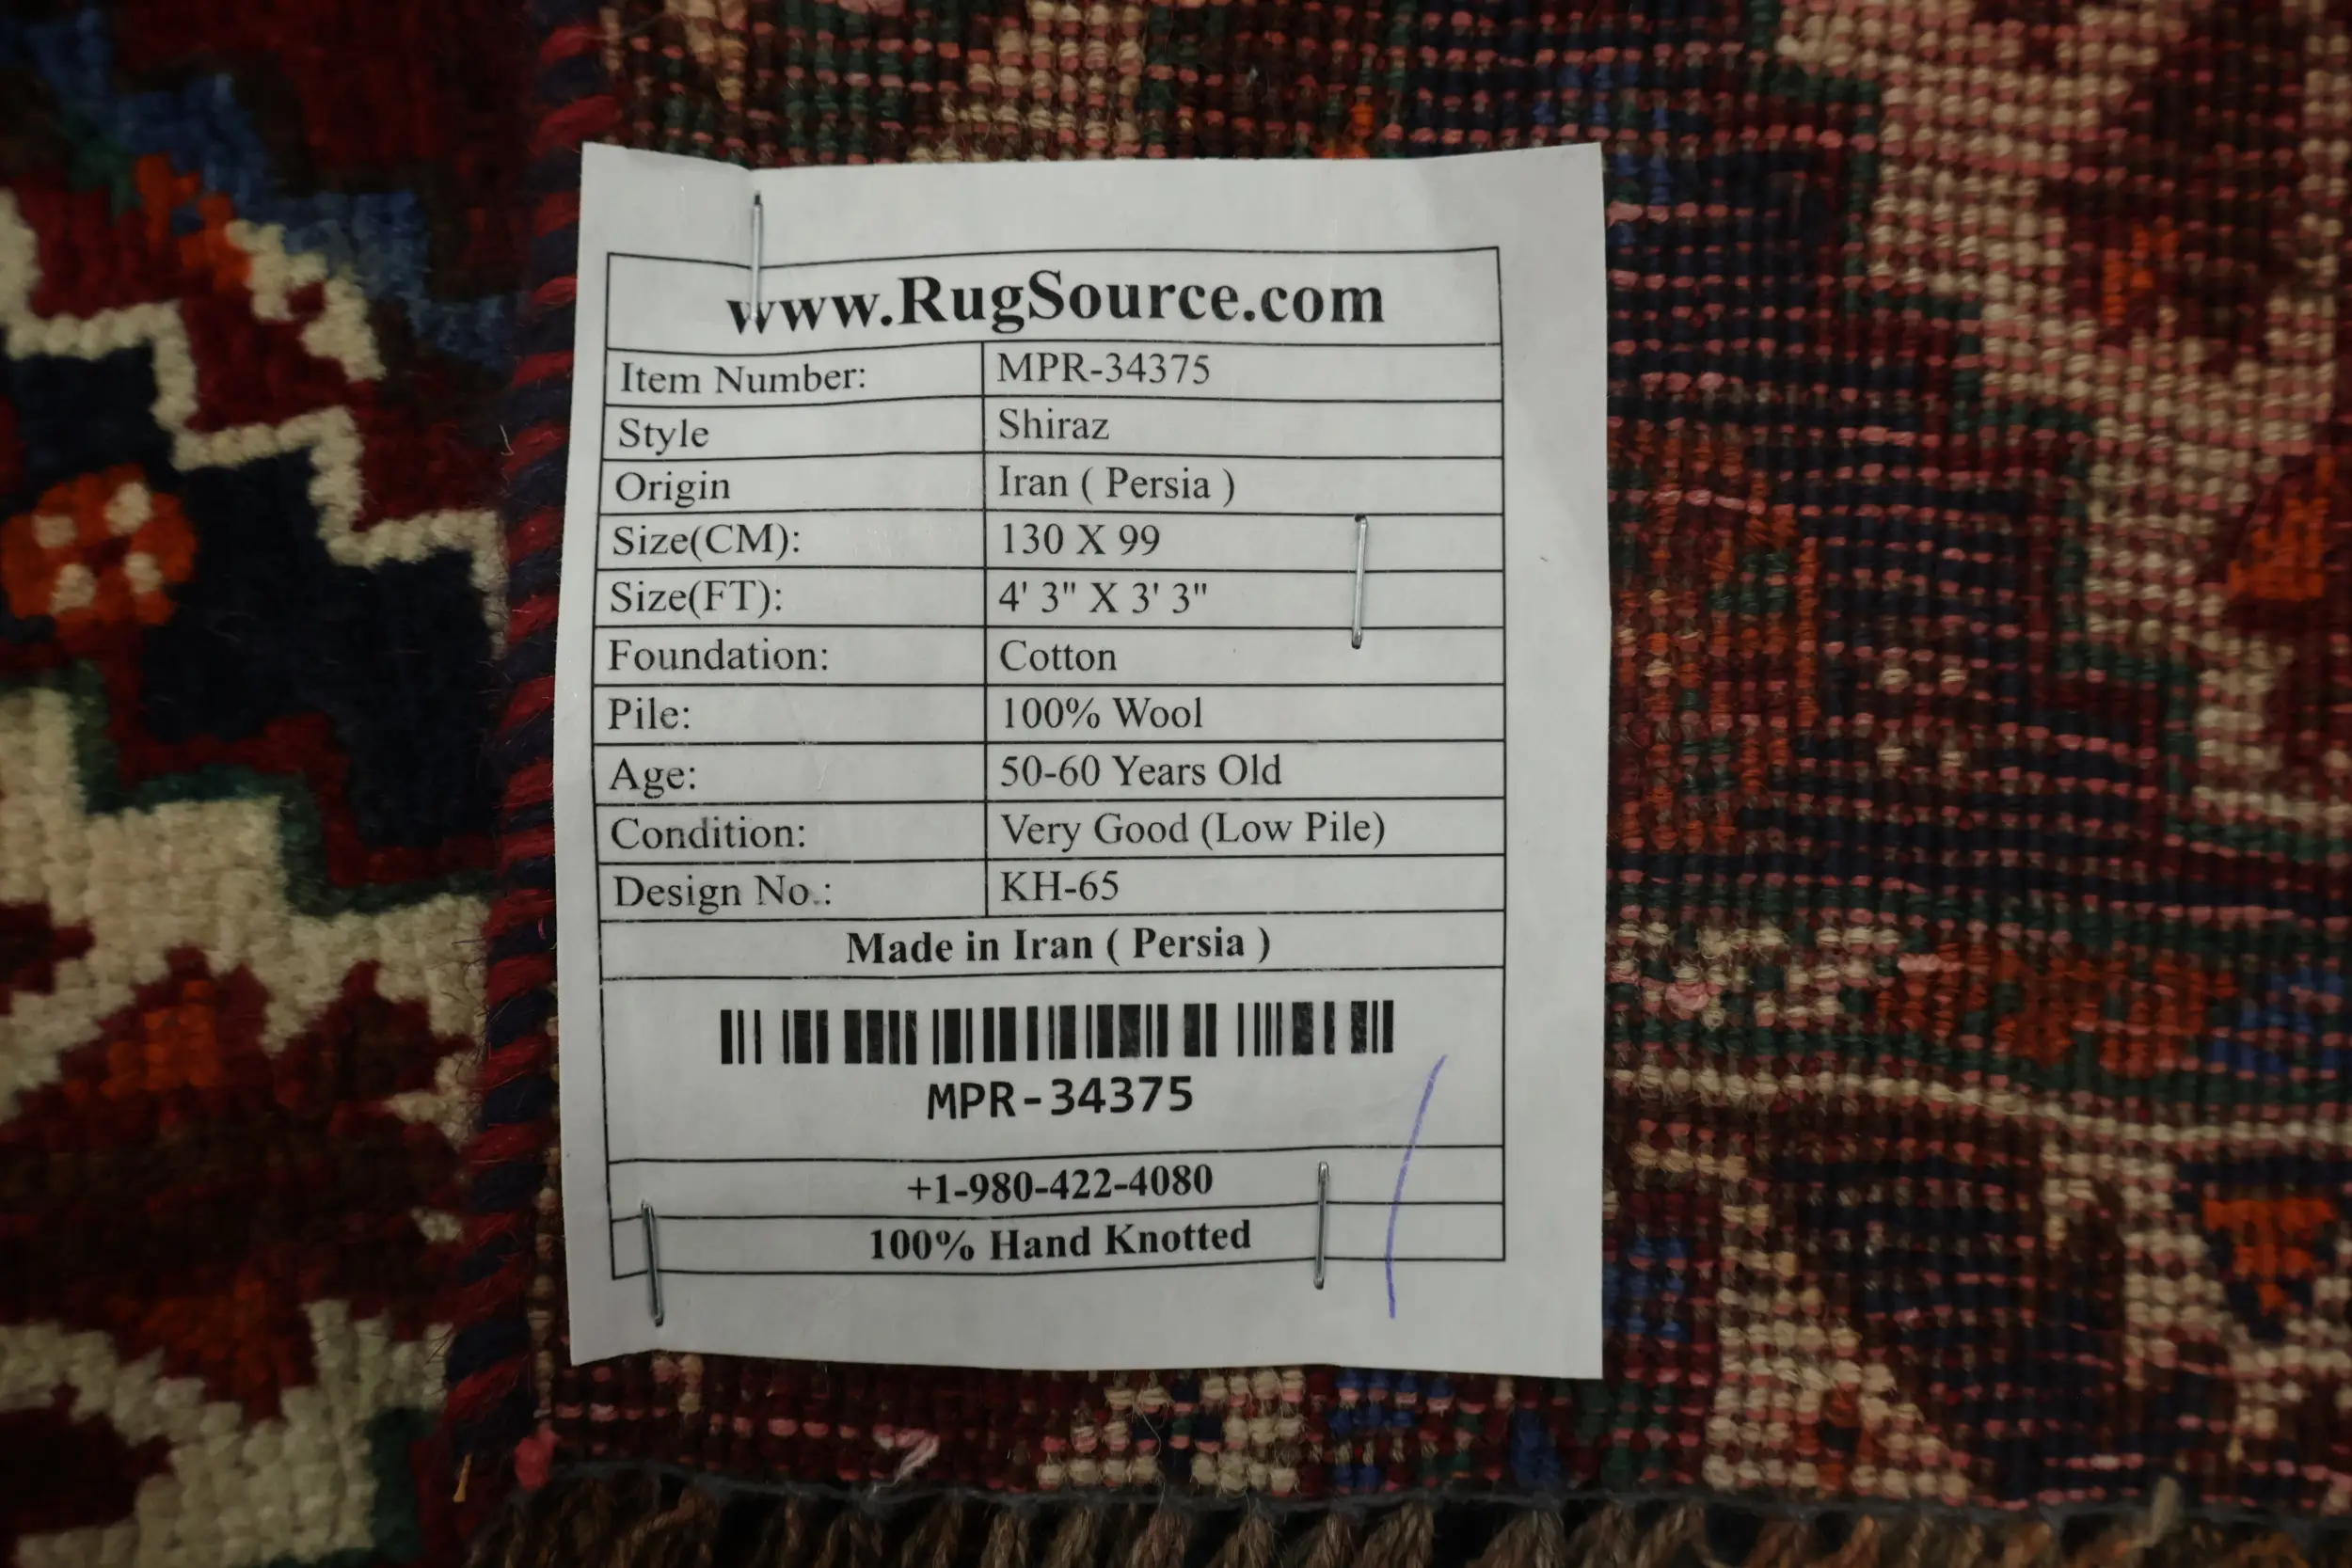 www.RugSource.com
Item Number: MPR-34375
Style Shiraz
Origin Iran ( Persia )
Size(CM): 130 X 99
Size(FT): 4' 3" X 3' 3"
Foundation: Cotton
Pile: 100% Wool
Age: 50-60 Years Old
Condition: Very Good (Low Pile)
Design No.: KH-65
Made in Iran ( Persia )
MPR-34375
+1-980-422-4080
100% Hand Knotted